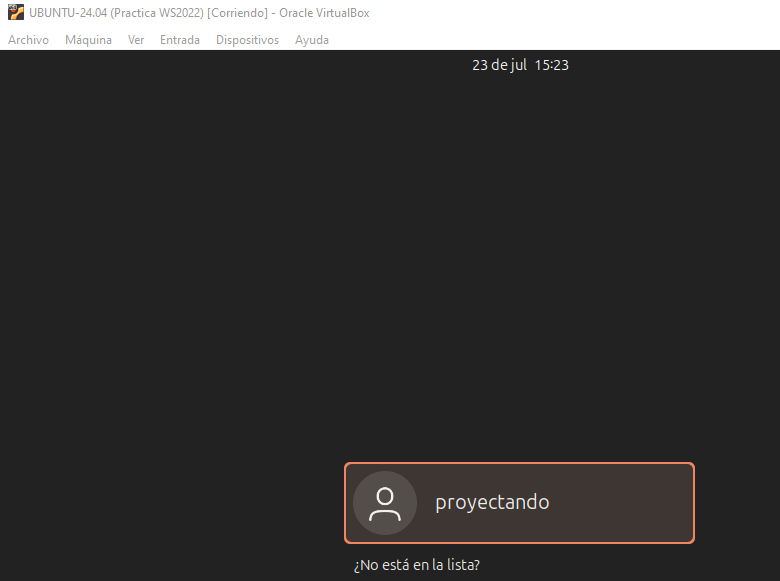 UBUNTU-24.04 (Practica WS2022) [Corriendo] - Oracle VirtualBox
Archivo Máquina Ver Entrada Dispositivos Ayuda
23 de jul 15:23
proyectando
¿No está en la lista?